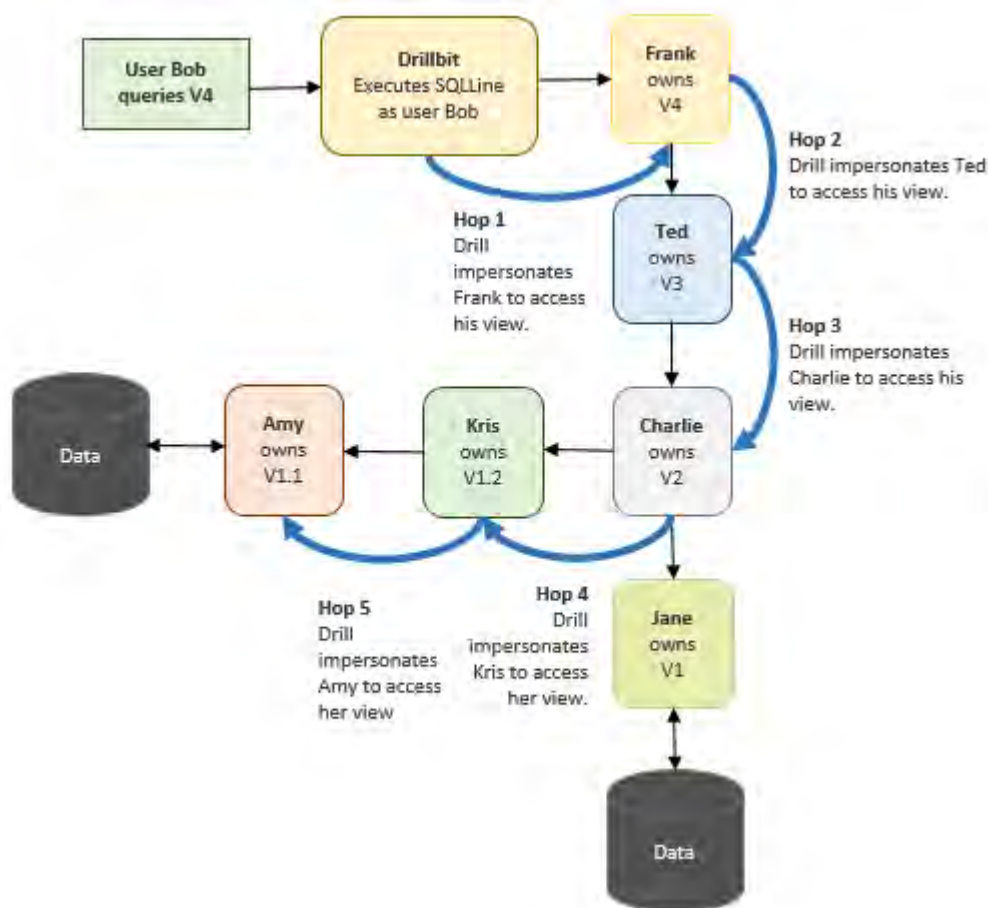 User Bob
queries V4
Drillbit
Executes SQLLine
as user Bob
Frank
owns
V4
Hop 1
Drill
impersonates
Frank to access
his view.
Hop 2
Drill impersonates Ted
to access his view.
Ted
owns
V3
Hop 3
Drill impersonates
Charlie to access his
view.
Data
Amy
owns
V1.1
Kris
owns
V1.2
Charlie
owns
V2
Hop 5
Drill
impersonates
Amy to access
her view
Hop 4
Drill
impersonates
Kris to access
her view.
Jane
owns
V1
Data